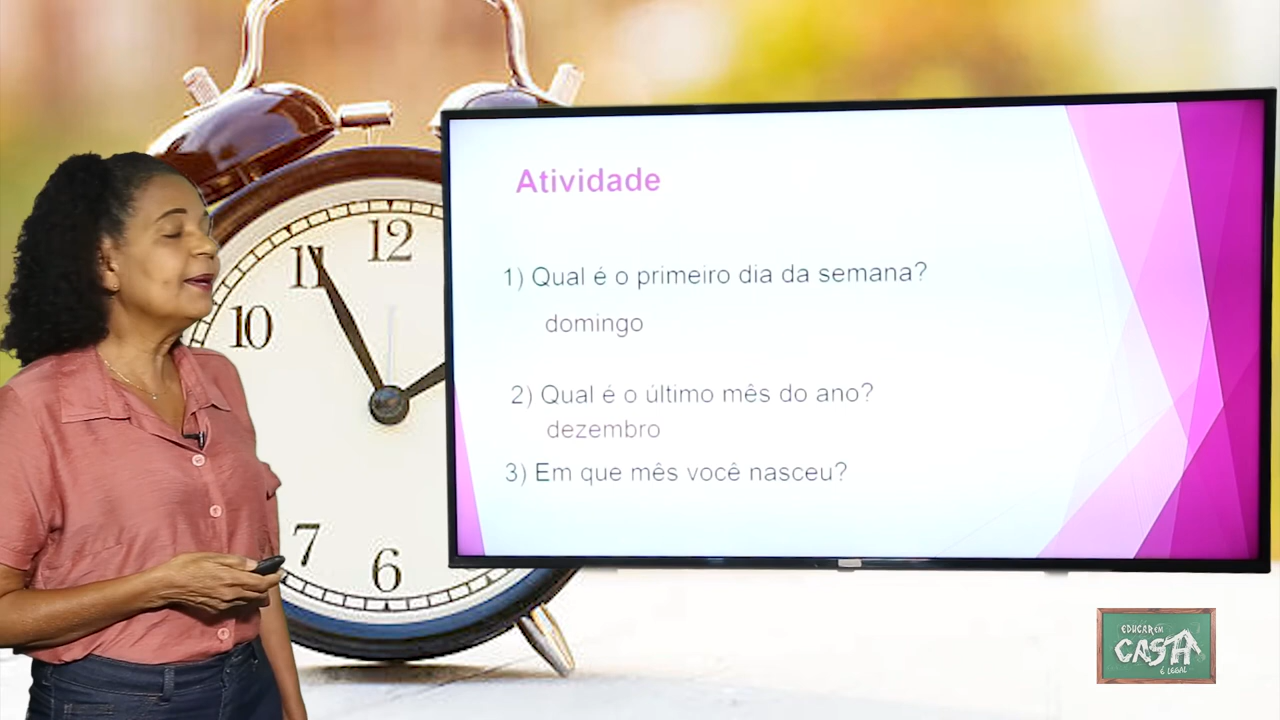 12
11
10
7
6
Atividade
1) Qual é o primeiro dia da semana?
domingo
2) Qual é o último mês do ano?
dezembro
3) Em que mês você nasceu?
EDUCAR EM
CASA
É LEGAL